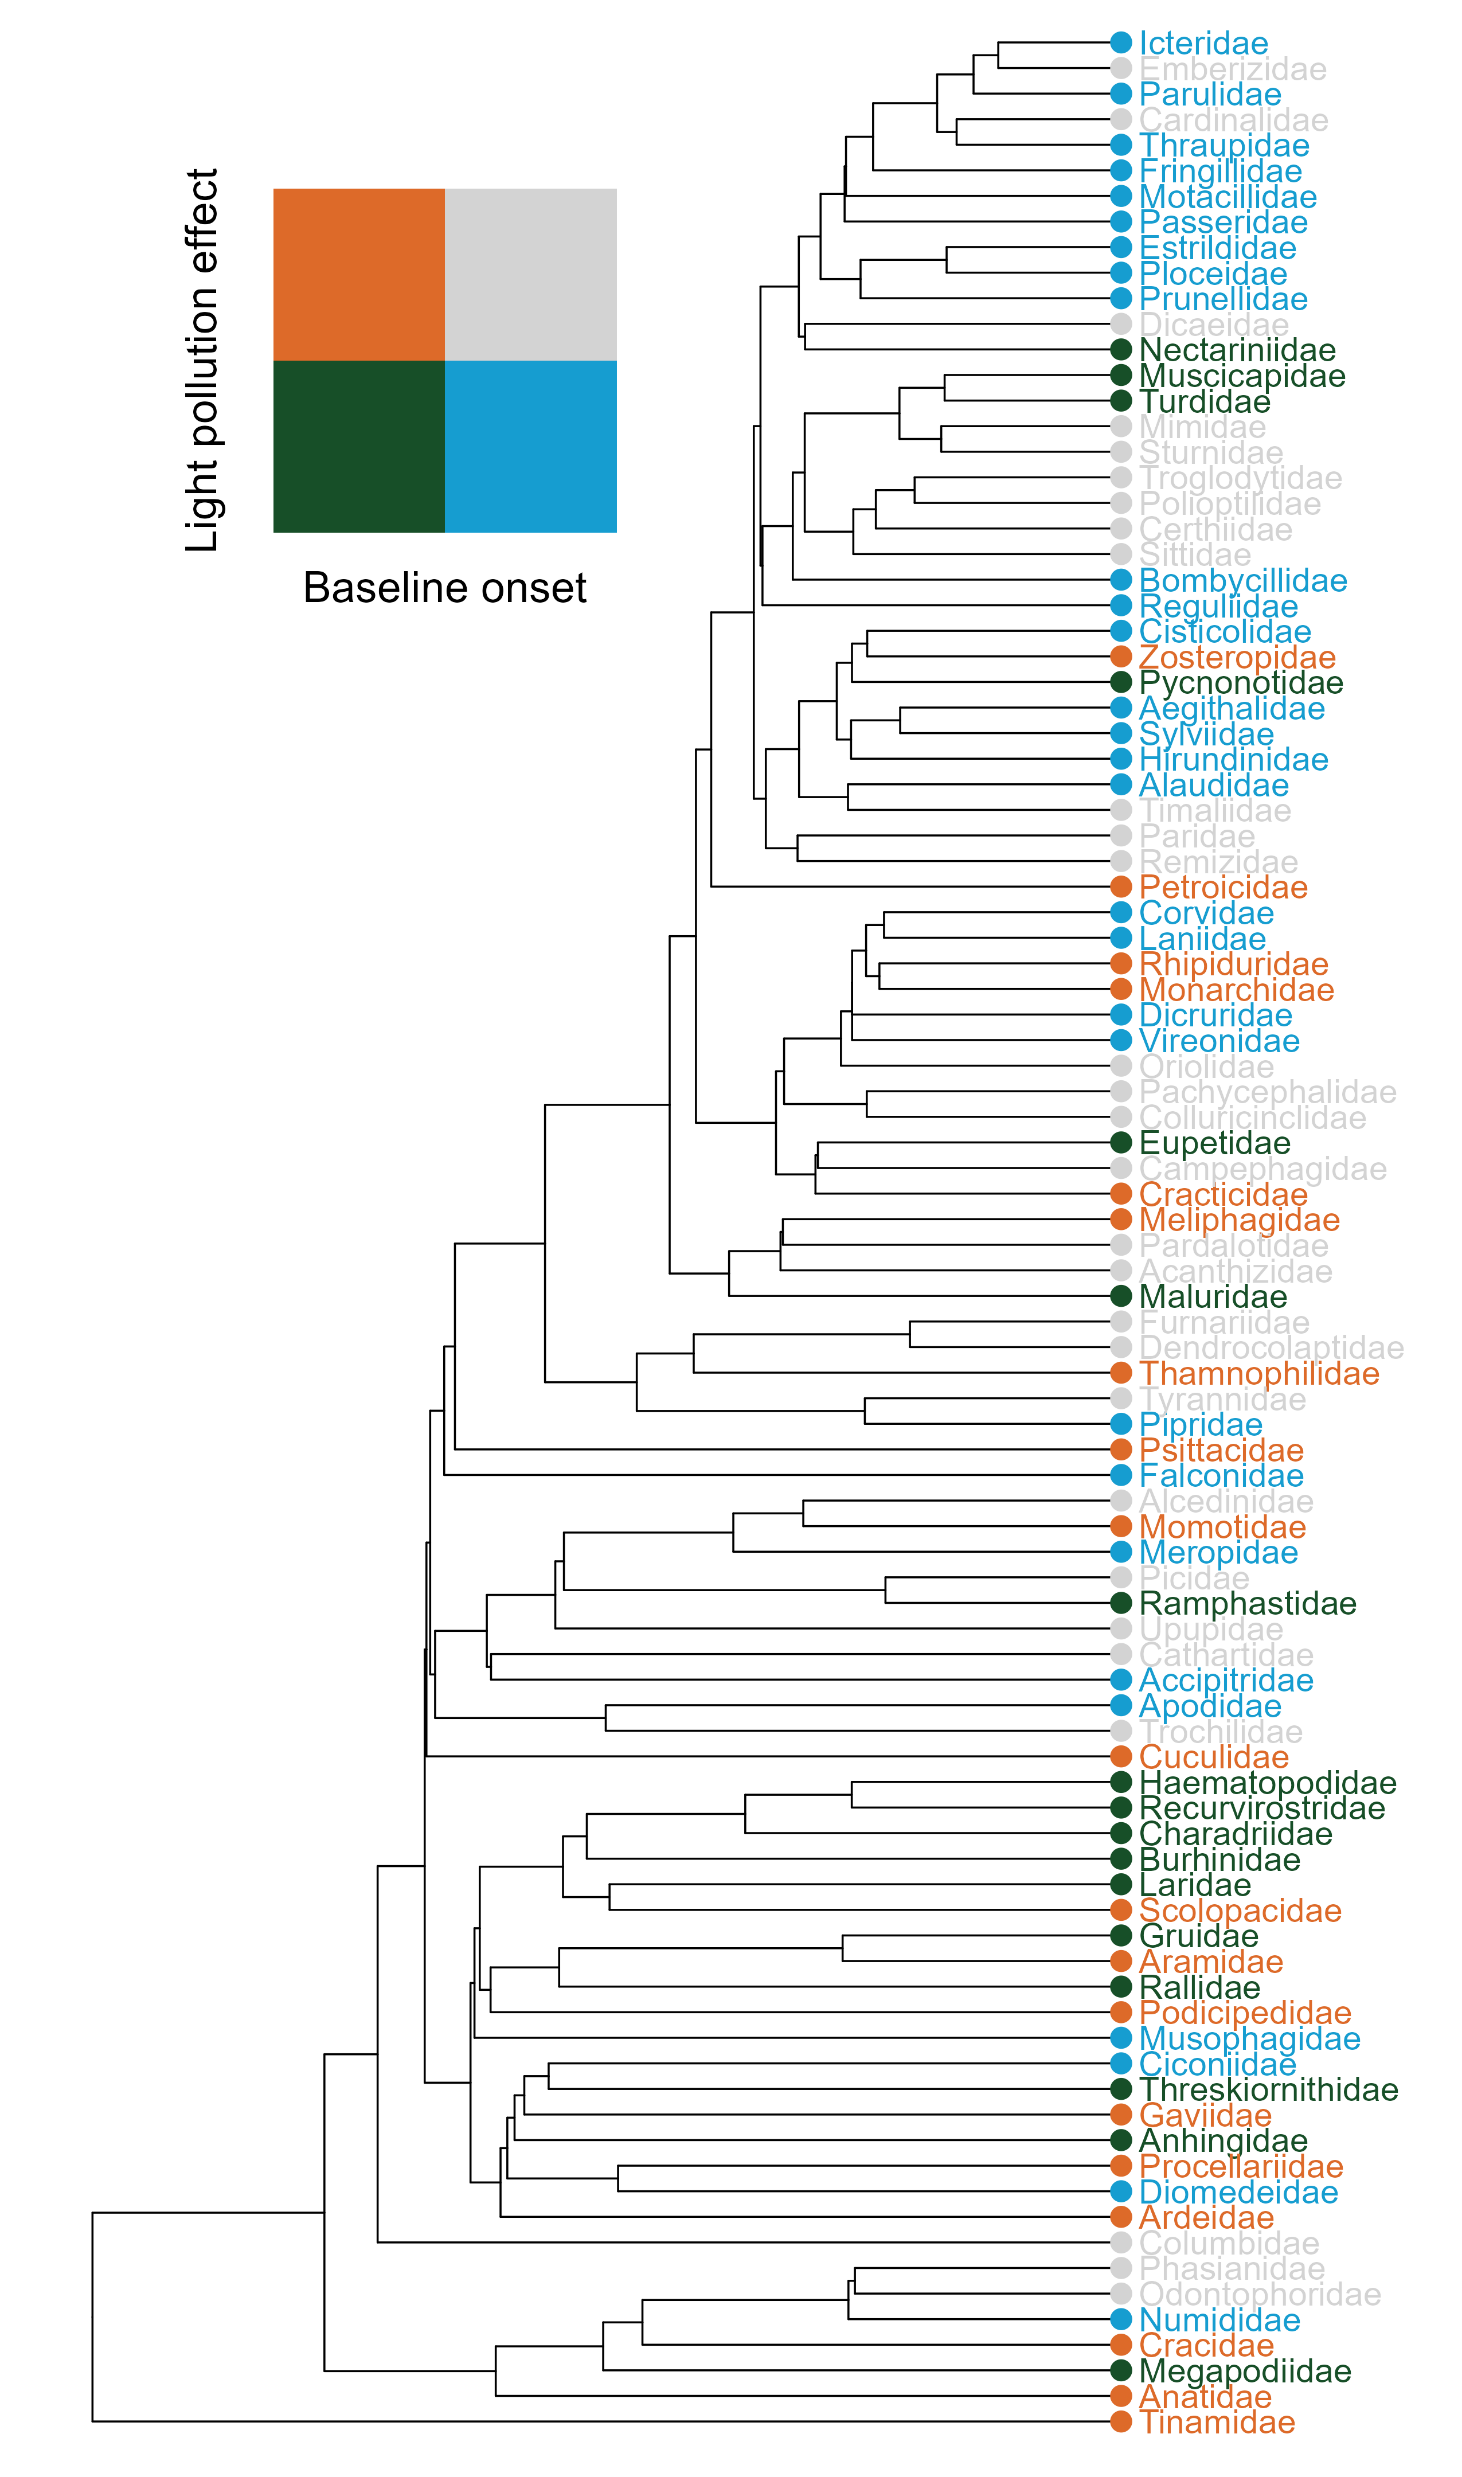 Light pollution effect
Baseline onset
Icteridae
Emberizidae
Parulidae
Cardinalidae
Thraupidae
Fringillidae
Motacillidae
Passeridae
Estrildidae
Ploceidae
Prunellidae
Dicaeidae
Nectariniidae
Muscicapidae
Turdidae
Mimidae
Sturnidae
Troglodytidae
Polioptilidae
Certhiidae
Sittidae
Bombycillidae
Reguliidae
Cisticolidae
Zosteropidae
Pycnonotidae
Aegithalidae
Sylviidae
Hirundinidae
Alaudidae
Timaliidae
Paridae
Remizidae
Petroicidae
Corvidae
Laniidae
Rhipiduridae
Monarchidae
Dicruridae
Vireonidae
Oriolidae
Pachycephalidae
Colluricinclidae
Eupetidae
Campephagidae
Cracticidae
Meliphagidae
Pardalotidae
Acanthizidae
Maluridae
Furnariidae
Dendrocolaptidae
Thamnophilidae
Tyrannidae
Pipridae
Psittacidae
Falconidae
Alcedinidae
Momotidae
Meropidae
Picidae
Ramphastidae
Upupidae
Cathartidae
Accipitridae
Apodidae
Trochilidae
Cuculidae
Haematopodidae
Recurvirostridae
Charadriidae
Burhinidae
Laridae
Scolopacidae
Gruidae
Aramidae
Rallidae
Podicipedidae
Musophagidae
Ciconiidae
Threskiornithidae
Gaviidae
Anhingidae
Procellariidae
Diomedeidae
Ardeidae
Columbidae
Phasianidae
Odontophoridae
Numididae
Cracidae
Megapodiidae
Anatidae
Tinamidae